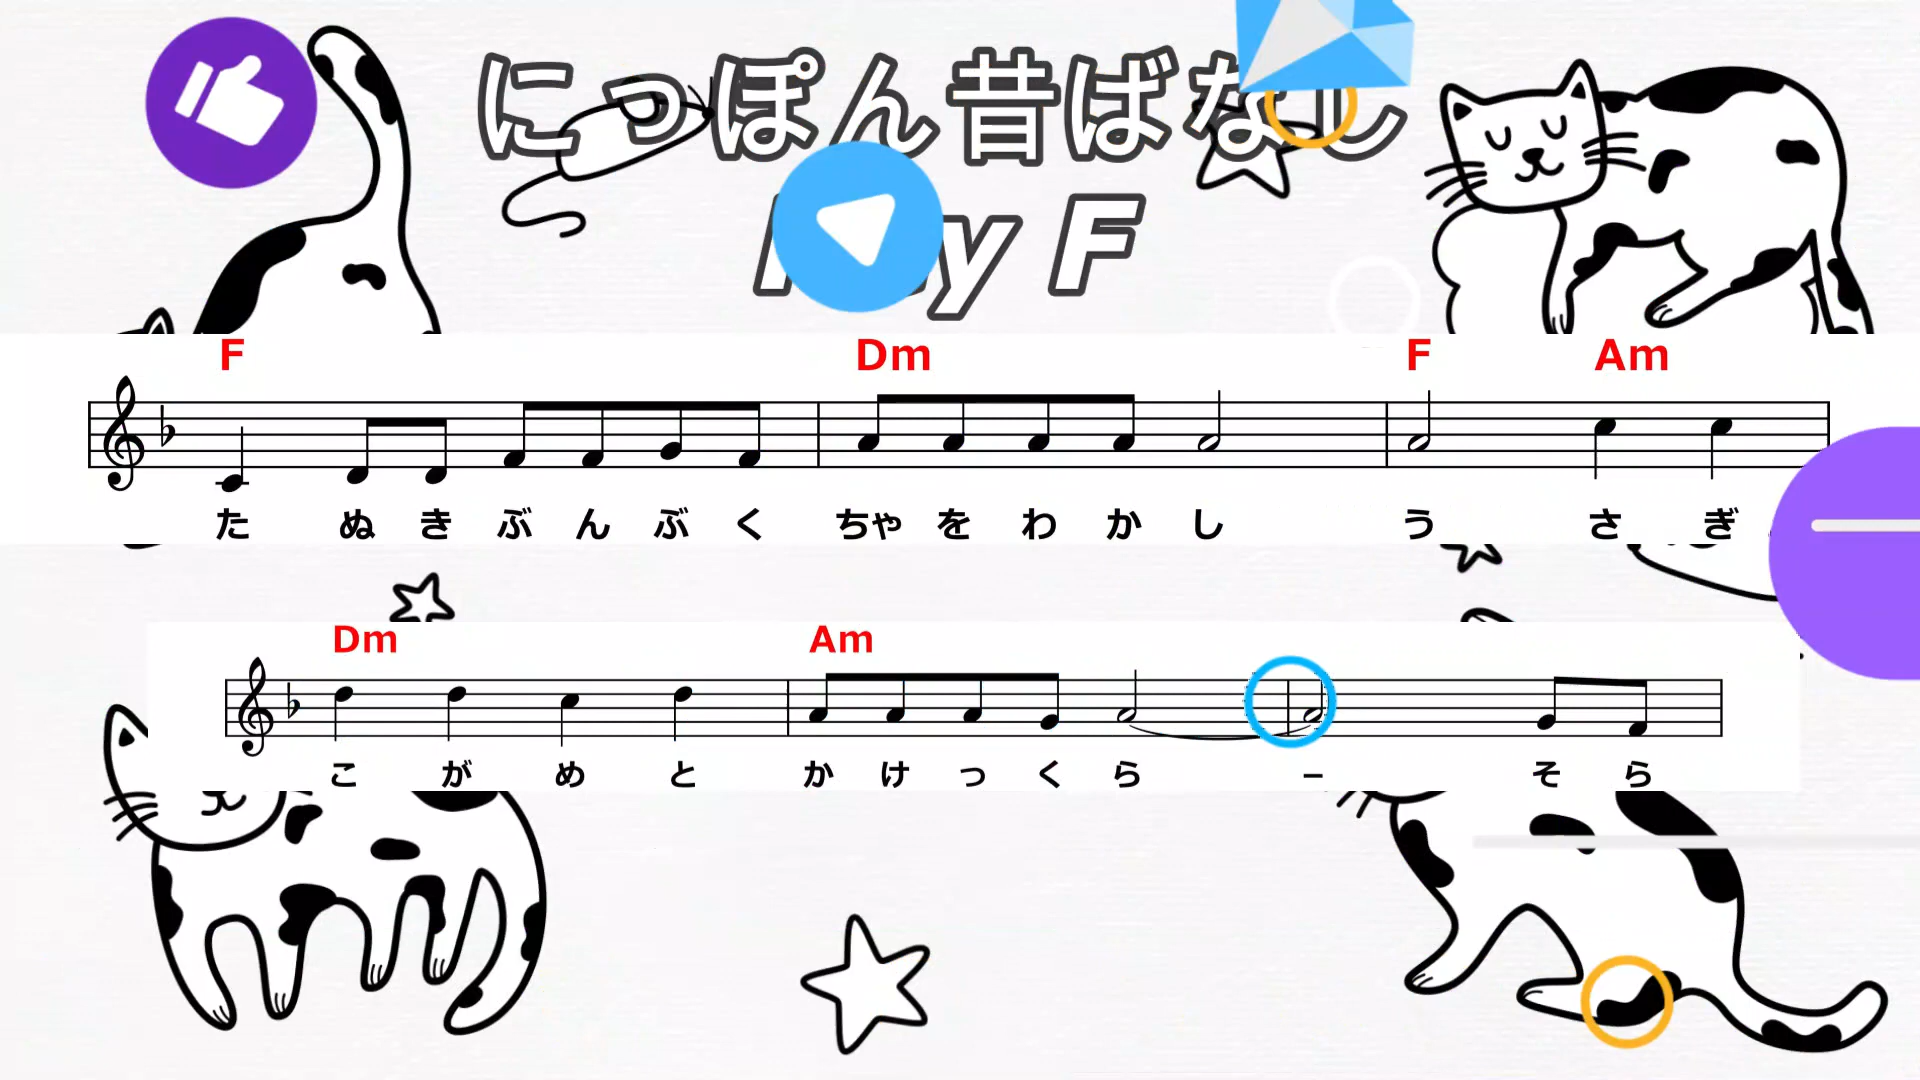 にっぽん昔ばなし
F
F Dm F Am
た ぬ き ぶ ん ぶ く ちゃ を わ か し う さ ぎ
Dm Am
こ が め と か け っ く ら – そ ら